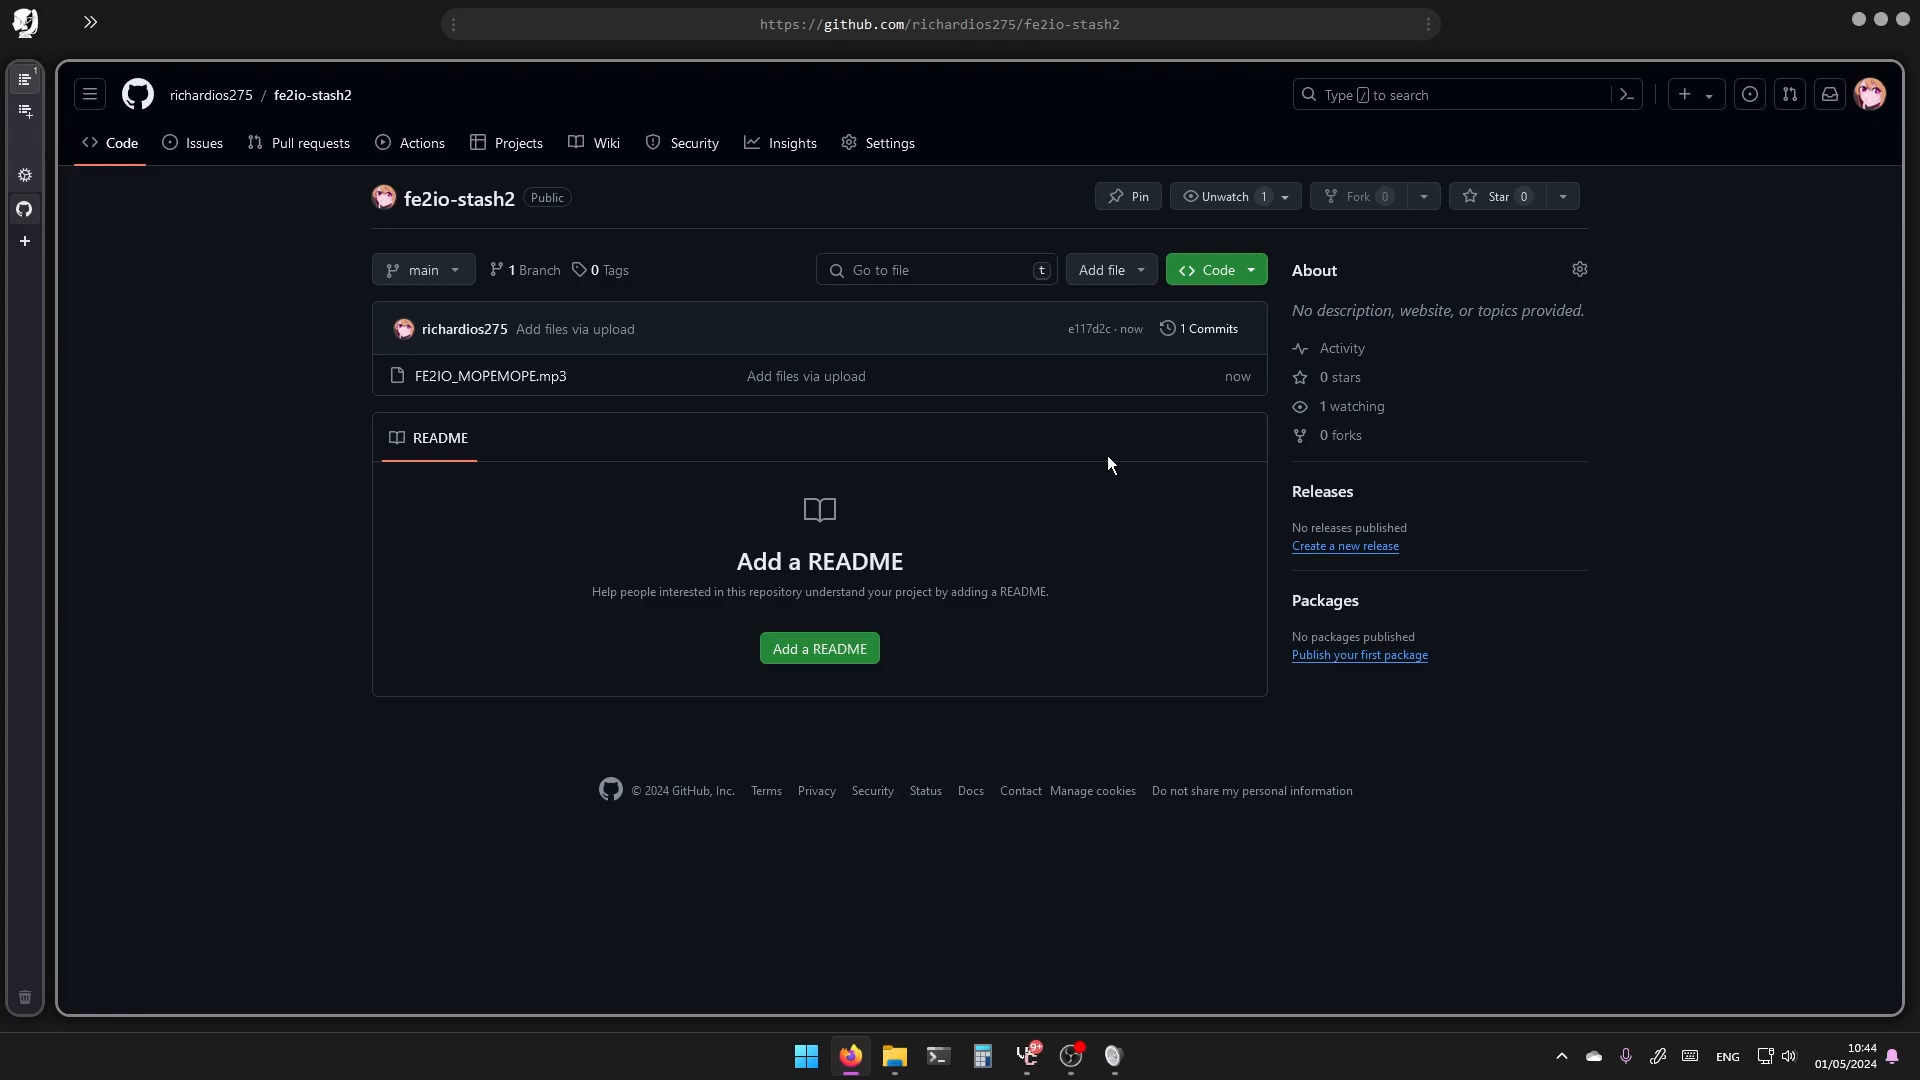 https://github.com/richardios275/fe2io-stash2
1
richardios275 / fe2io-stash2
Type / to search
Code Issues Pull requests Actions Projects Wiki Security Insights Settings
fe2io-stash2 Public
Pin Unwatch 1 Fork 0 Star 0
main 1 Branch 0 Tags Go to file t Add file Code
About
No description, website, or topics provided.
richardios275 Add files via upload e117d2c · now 1 Commits
Activity
FE2IO_MOPEMOPE.mp3 Add files via upload now
0 stars
1 watching
0 forks
README
Releases
No releases published
Create a new release
Add a README
Help people interested in this repository understand your project by adding a README.
Add a README
Packages
No packages published
Publish your first package
© 2024 GitHub, Inc. Terms Privacy Security Status Docs Contact Manage cookies Do not share my personal information
9+
ENG
10:44
01/05/2024